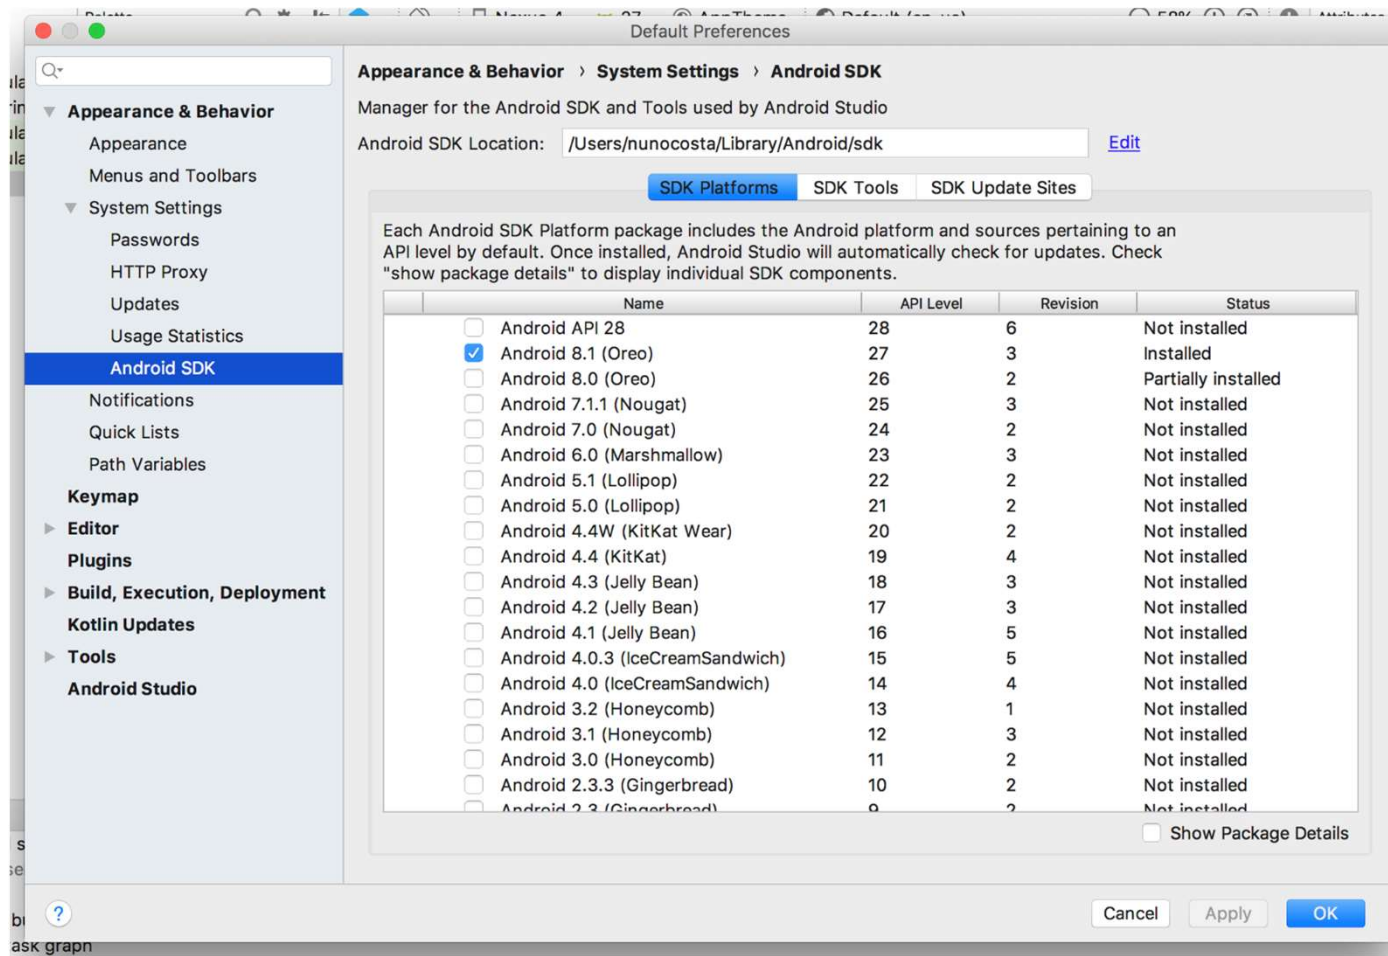 Default Preferences
Appearance & Behavior
Appearance
Menus and Toolbars
System Settings
Passwords
HTTP Proxy
Updates
Usage Statistics
Android SDK
Notifications
Quick Lists
Path Variables
Keymap
Editor
Plugins
Build, Execution, Deployment
Kotlin Updates
Tools
Android Studio
Appearance & Behavior › System Settings › Android SDK
Manager for the Android SDK and Tools used by Android Studio
Android SDK Location: /Users/nunocosta/Library/Android/sdk Edit
SDK Platforms SDK Tools SDK Update Sites
Each Android SDK Platform package includes the Android platform and sources pertaining to an
API level by default. Once installed, Android Studio will automatically check for updates. Check
"show package details" to display individual SDK components.
Name API Level Revision Status
Android API 28 28 6 Not installed
Android 8.1 (Oreo) 27 3 Installed
Android 8.0 (Oreo) 26 2 Partially installed
Android 7.1.1 (Nougat) 25 3 Not installed
Android 7.0 (Nougat) 24 2 Not installed
Android 6.0 (Marshmallow) 23 3 Not installed
Android 5.1 (Lollipop) 22 2 Not installed
Android 5.0 (Lollipop) 21 2 Not installed
Android 4.4W (KitKat Wear) 20 2 Not installed
Android 4.4 (KitKat) 19 4 Not installed
Android 4.3 (Jelly Bean) 18 3 Not installed
Android 4.2 (Jelly Bean) 17 3 Not installed
Android 4.1 (Jelly Bean) 16 5 Not installed
Android 4.0.3 (IceCreamSandwich) 15 5 Not installed
Android 4.0 (IceCreamSandwich) 14 4 Not installed
Android 3.2 (Honeycomb) 13 1 Not installed
Android 3.1 (Honeycomb) 12 3 Not installed
Android 3.0 (Honeycomb) 11 2 Not installed
Android 2.3.3 (Gingerbread) 10 2 Not installed
Android 2.3 (Gingerbread) 9 2 Not installed
Show Package Details
? Cancel Apply OK
ask graph